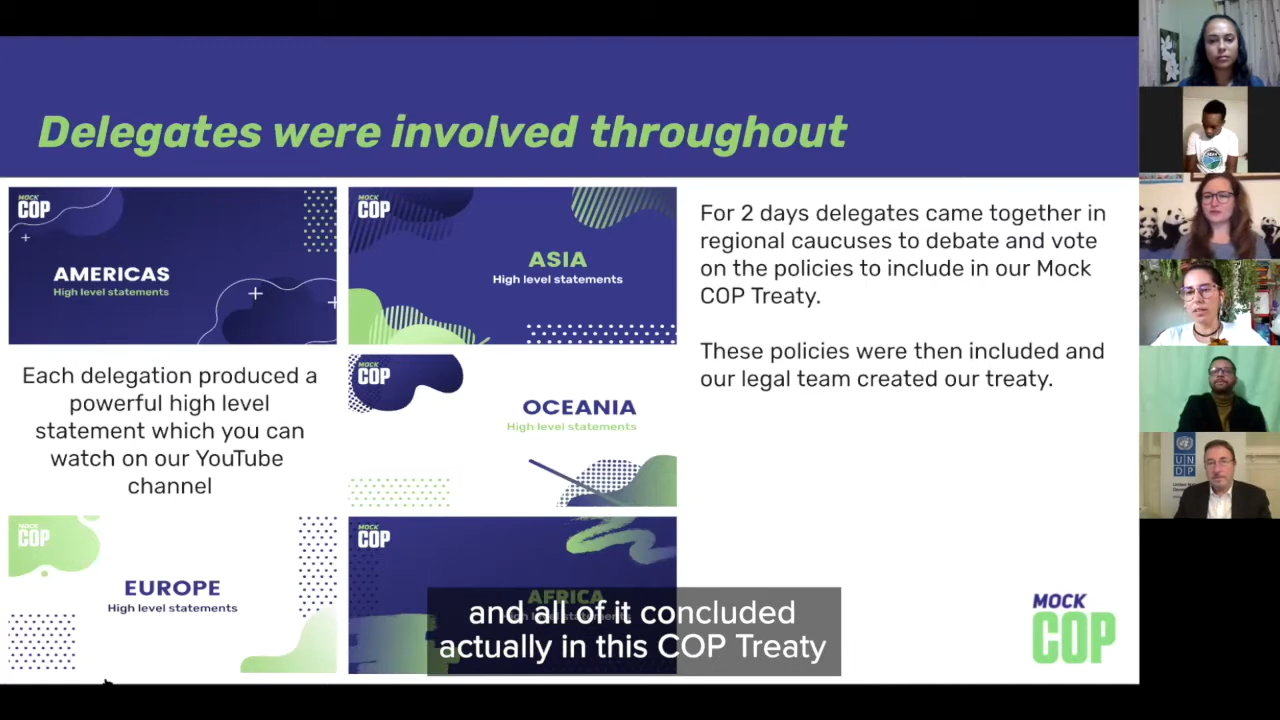 Delegates were involved throughout
MOCK
COP
AMERICAS
High level statements
MOCK
COP
ASIA
High level statements
Each delegation produced a
powerful high level
statement which you can
watch on our YouTube
channel
MOCK
COP
OCEANIA
High level statements
MOCK
COP
EUROPE
High level statements
MOCK
COP
AFRICA
High level statements
For 2 days delegates came together in
regional caucuses to debate and vote
on the policies to include in our Mock
COP Treaty.
These policies were then included and
our legal team created our treaty.
MOCK
COP
and all of it concluded
actually in this COP Treaty
U N
D P